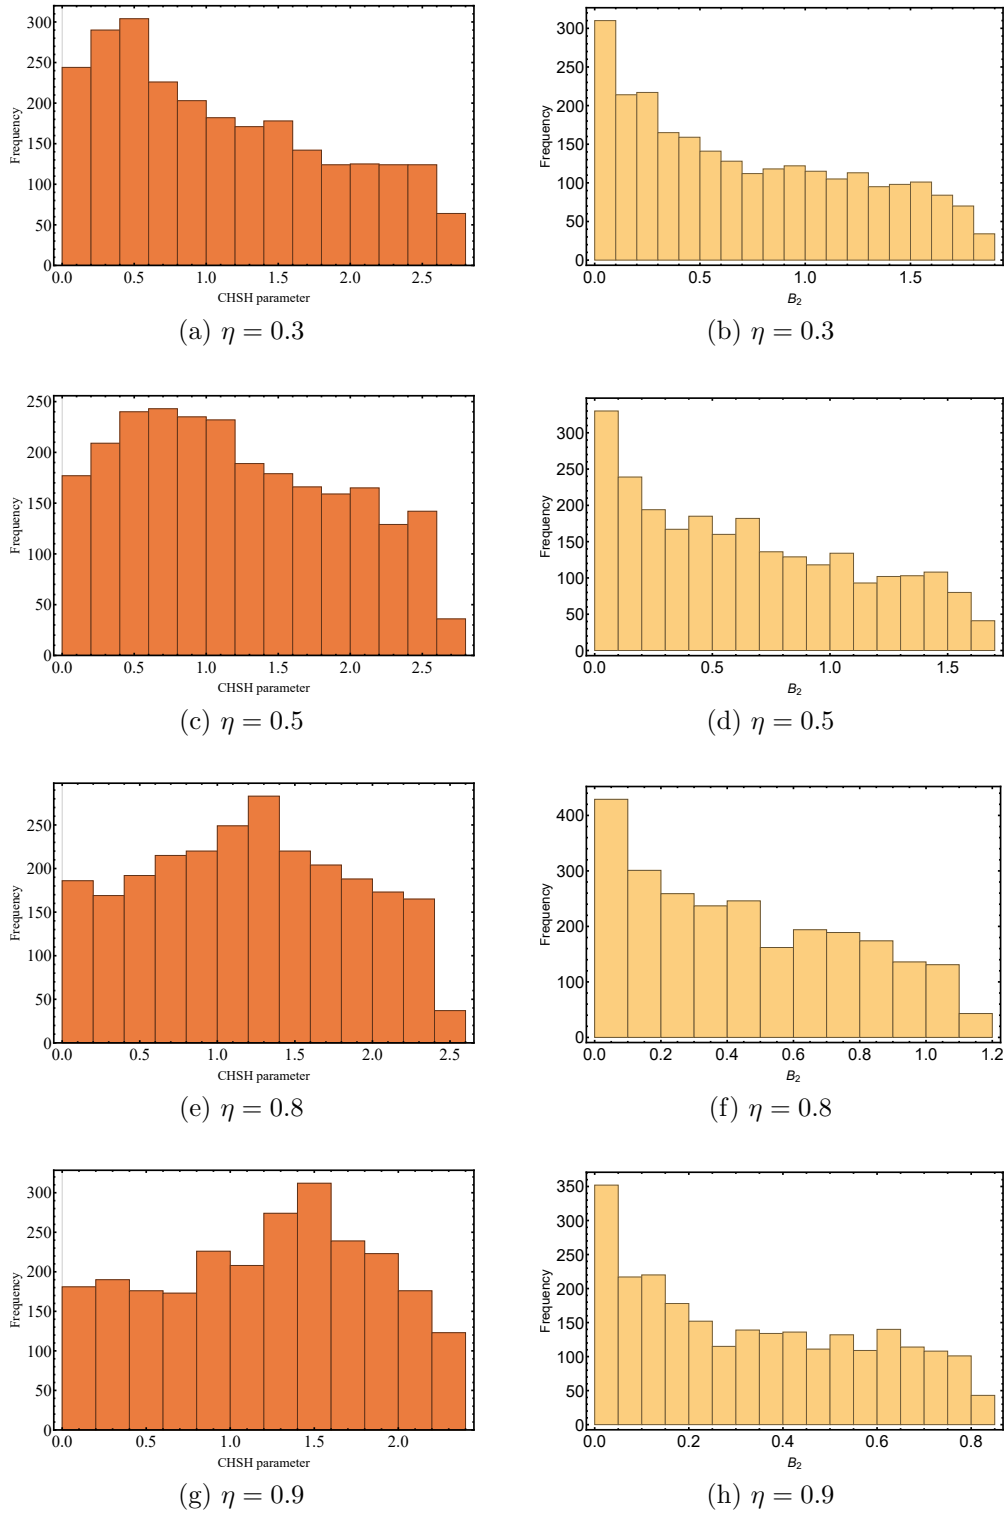 300
250
200
150
100
50
0
Frequency
0.0 0.5 1.0 1.5 2.0 2.5
CHSH parameter
(a) η = 0.3
300
250
200
150
100
50
0
Frequency
0.0 0.5 1.0 1.5
B2
(b) η = 0.3
250
200
150
100
50
0
Frequency
0.0 0.5 1.0 1.5 2.0 2.5
CHSH parameter
(c) η = 0.5
300
250
200
150
100
50
0
Frequency
0.0 0.5 1.0 1.5
B2
(d) η = 0.5
250
200
150
100
50
0
Frequency
0.0 0.5 1.0 1.5 2.0 2.5
CHSH parameter
(e) η = 0.8
400
300
200
100
0
Frequency
0.0 0.2 0.4 0.6 0.8 1.0 1.2
B2
(f) η = 0.8
300
250
200
150
100
50
0
Frequency
0.0 0.5 1.0 1.5 2.0
CHSH parameter
(g) η = 0.9
350
300
250
200
150
100
50
0
Frequency
0.0 0.2 0.4 0.6 0.8
B2
(h) η = 0.9